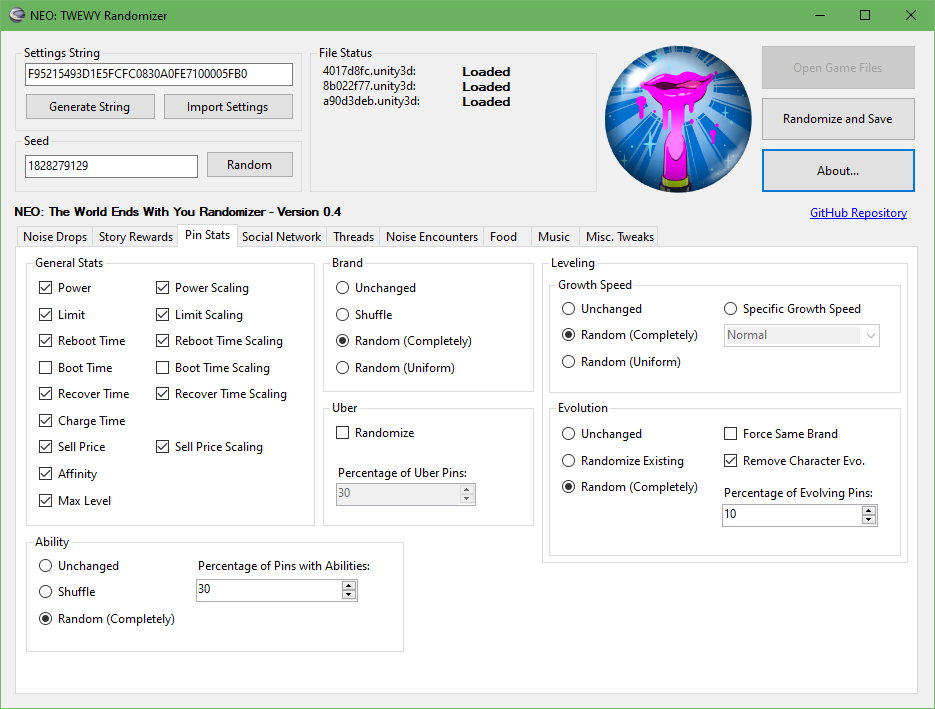 NEO: TWEWY Randomizer
Settings String
F95215493D1E5FCFC0830A0FE7100005FB0
Generate String
Import Settings
Seed
1828279129
Random
File Status
4017d8fc.unity3d: Loaded
8b022f77.unity3d: Loaded
a90d3deb.unity3d: Loaded
Open Game Files
Randomize and Save
About...
NEO: The World Ends With You Randomizer - Version 0.4
GitHub Repository
Noise Drops
Story Rewards
Pin Stats
Social Network
Threads
Noise Encounters
Food
Music
Misc. Tweaks
General Stats
Power
Power Scaling
Limit
Limit Scaling
Reboot Time
Reboot Time Scaling
Boot Time
Boot Time Scaling
Recover Time
Recover Time Scaling
Charge Time
Sell Price
Sell Price Scaling
Affinity
Max Level
Brand
Unchanged
Shuffle
Random (Completely)
Random (Uniform)
Uber
Randomize
Percentage of Uber Pins:
30
Leveling
Growth Speed
Unchanged
Random (Completely)
Random (Uniform)
Specific Growth Speed
Normal
Evolution
Unchanged
Randomize Existing
Random (Completely)
Force Same Brand
Remove Character Evo.
Percentage of Evolving Pins:
10
Ability
Unchanged
Shuffle
Random (Completely)
Percentage of Pins with Abilities:
30